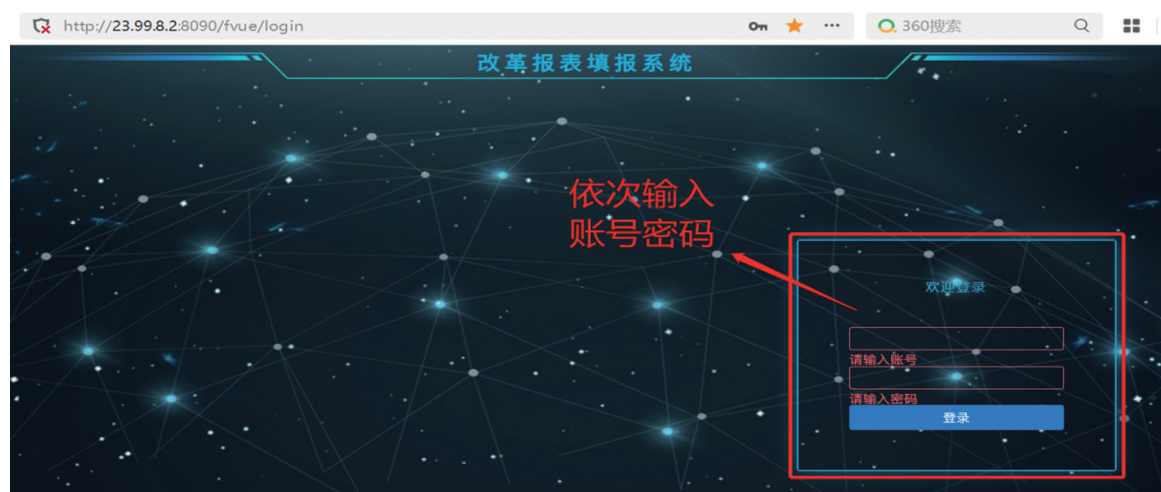 http://23.99.8.2:8090/fvue/login
360搜索
改革报表填报系统
依次输入
账号密码
欢迎登录
请输入账号
请输入密码
登录